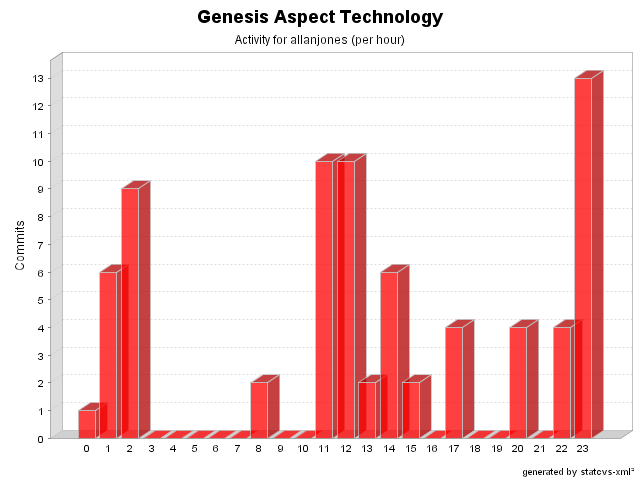 Genesis Aspect Technology
Activity for allanjones (per hour)
Commits
13
12
11
10
9
8
7
6
5
4
3
2
1
0
0 1 2 3 4 5 6 7 8 9 10 11 12 13 14 15 16 17 18 19 20 21 22 23
generated by statcvs-xml²